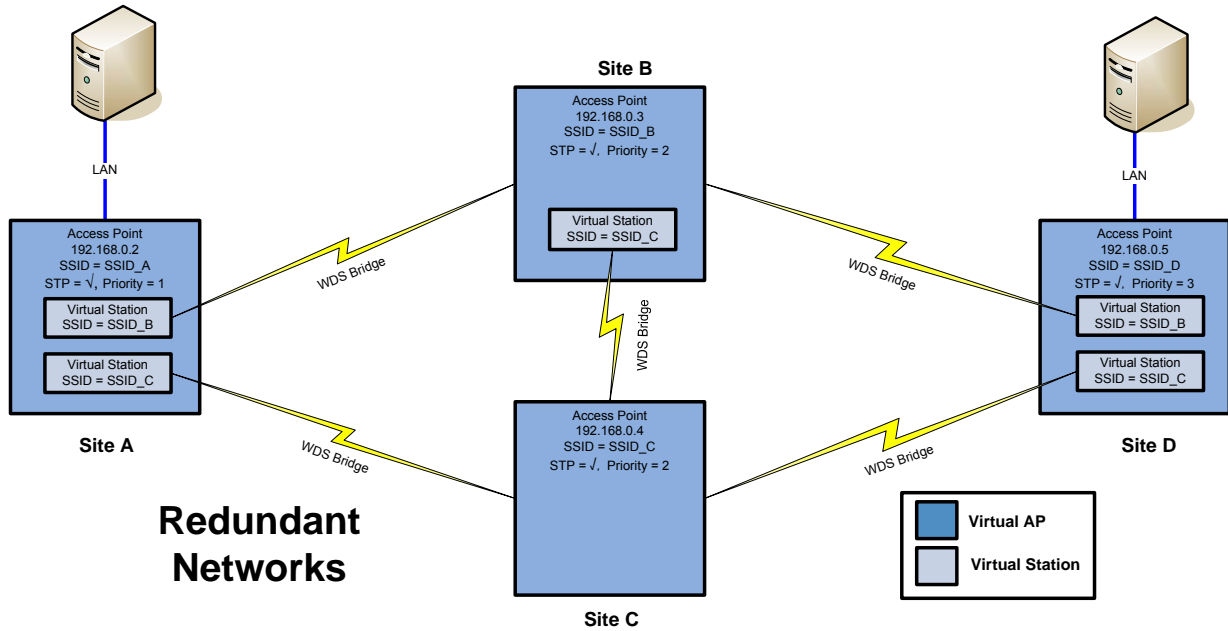 Site B
Access Point
192.168.0.3
SSID = SSID_B
STP = √,  Priority = 2
Virtual Station
SSID = SSID_C
LAN
LAN
Access Point
192.168.0.2
SSID = SSID_A
STP = √, Priority = 1
Virtual Station
SSID = SSID_B
Virtual Station
SSID = SSID_C
Site A
WDS Bridge
WDS Bridge
WDS Bridge
WDS Bridge
Access Point
192.168.0.5
SSID = SSID_D
STP = √,  Priority = 3
Virtual Station
SSID = SSID_B
Virtual Station
SSID = SSID_C
Site D
Access Point
192.168.0.4
SSID = SSID_C
STP = √,  Priority = 2
Site C
WDS Bridge
Redundant
Networks
Virtual AP
Virtual Station